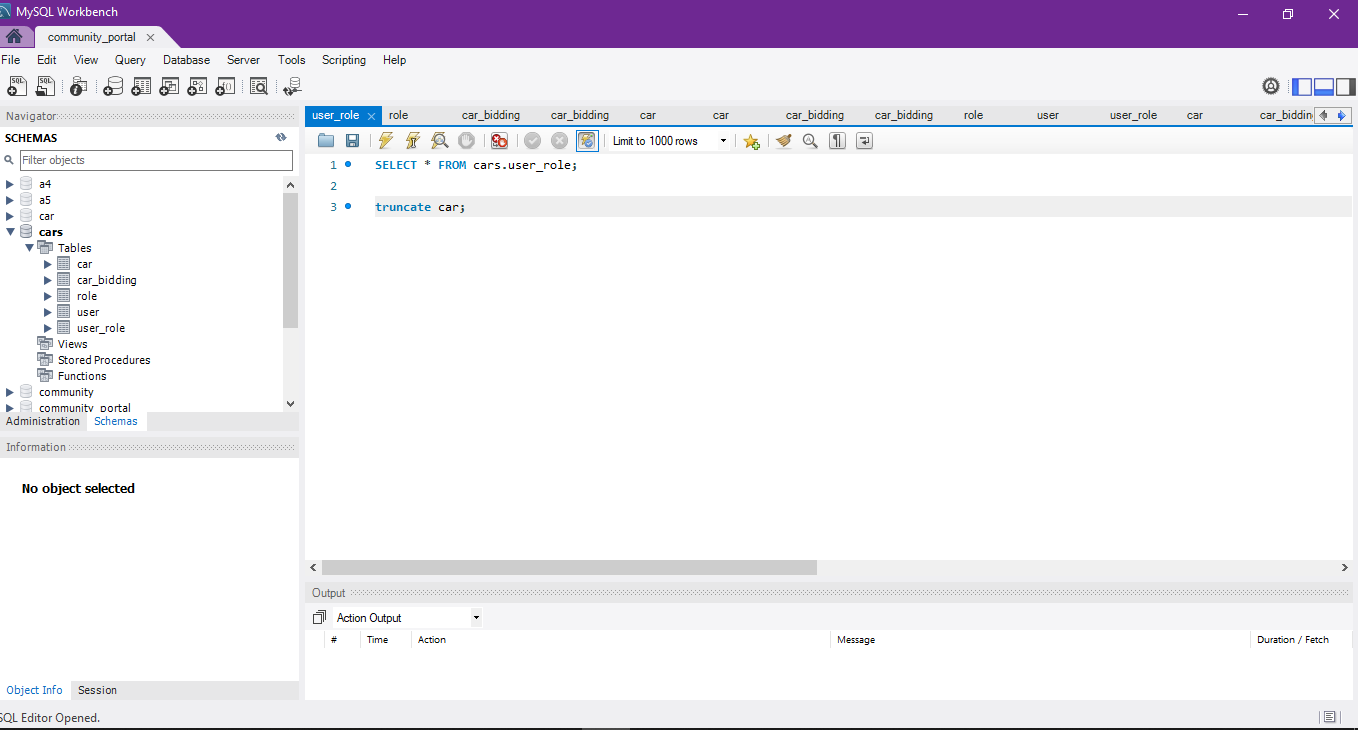 MySQL Workbench
community_portal
File Edit View Query Database Server Tools Scripting Help
Navigator
SCHEMAS
Filter objects
a4
a5
car
cars
Tables
car
car_bidding
role
user
user_role
Views
Stored Procedures
Functions
community
community_portal
Administration Schemas
Information
No object selected
Object Info Session
user_role role car_bidding car_bidding car car car_bidding car_bidding role user user_role car car_bidding
Limit to 1000 rows
1 SELECT * FROM cars.user_role;
2
3 truncate car;
Output
Action Output
# Time Action Message Duration / Fetch
SQL Editor Opened.